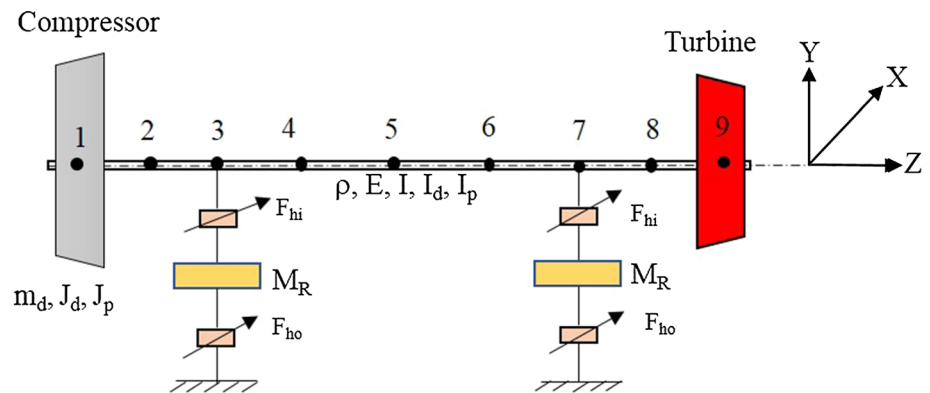 Compressor
Turbine
Y
X
Z
1 2 3 4 5 6 7 8 9
ρ, E, I, I_d, I_p
F_hi
F_hi
M_R
M_R
m_d, J_d, J_p
F_ho
F_ho